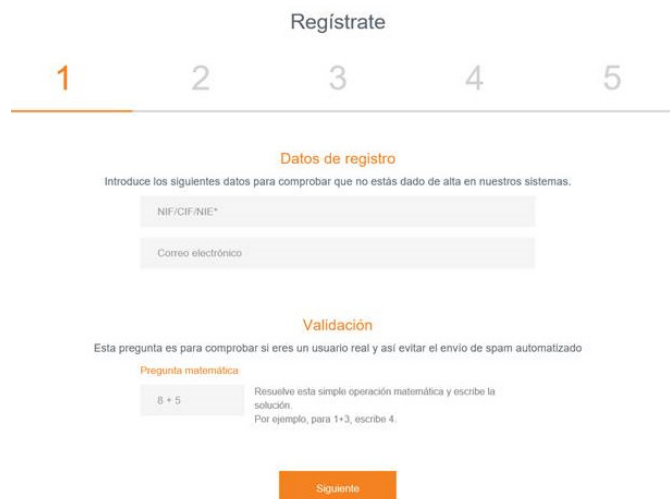 Regístrate
1 2 3 4 5
Datos de registro
Introduce los siguientes datos para comprobar que no estás dado de alta en nuestros sistemas.
NIF/CIF/NIE*
Correo electrónico
Validación
Esta pregunta es para comprobar si eres un usuario real y así evitar el envío de spam automatizado
Pregunta matemática
8 + 5
Resuelve esta simple operación matemática y escribe la
solución.
Por ejemplo, para 1+3, escribe 4.
Siguiente